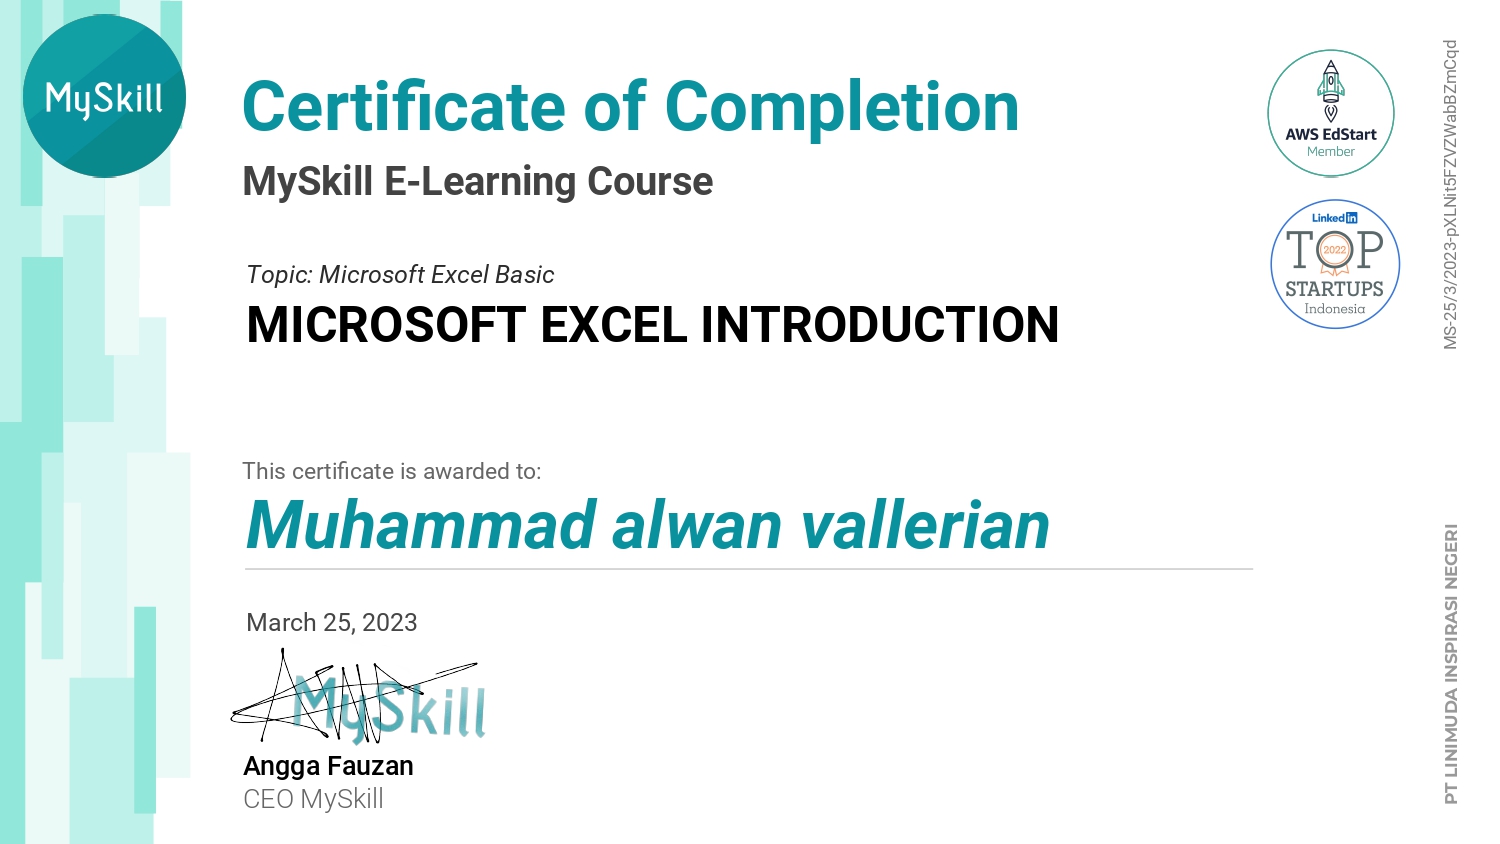 MySkill
Certificate of Completion
MySkill E-Learning Course
Topic: Microsoft Excel Basic
MICROSOFT EXCEL INTRODUCTION
This certificate is awarded to:
Muhammad alwan vallerian
March 25, 2023
MySkill
Angga Fauzan
CEO MySkill
AWS EdStart
Member
Linked in
TOP
2022
STARTUPS
Indonesia
MS-25/3/2023-pXLNit5FZVZWabBZmCqd
PT LINIMUDA INSPIRASI NEGERI